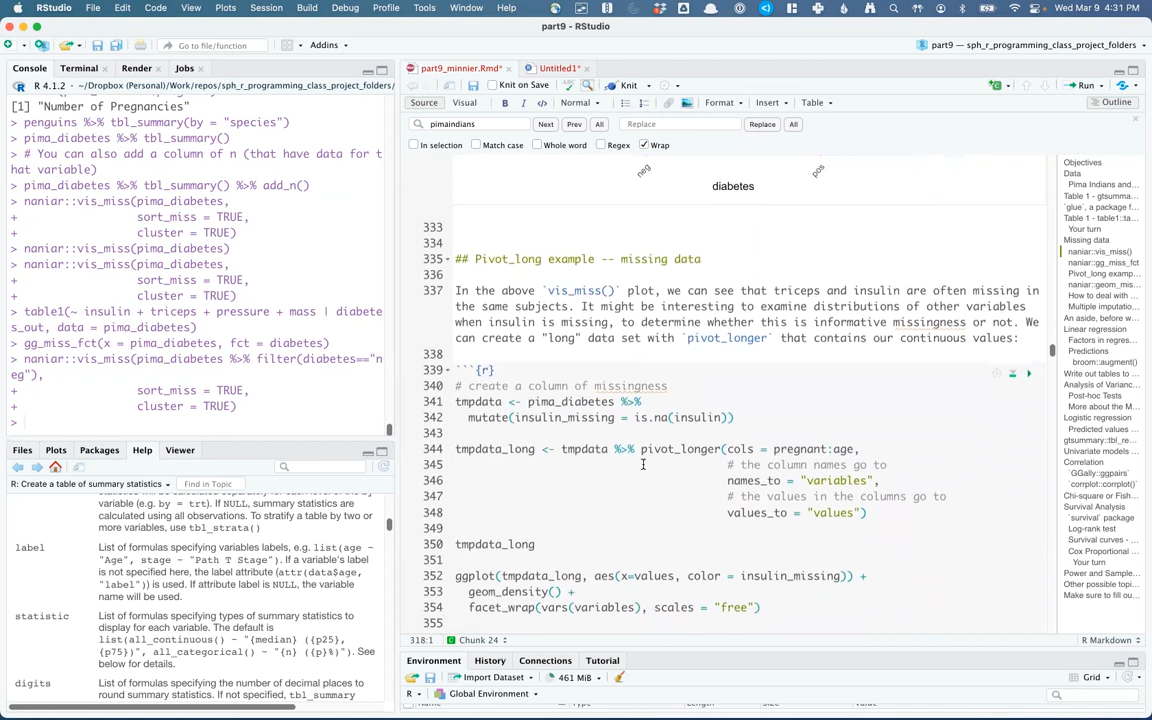 RStudio File Edit Code View Plots Session Build Debug Profile Tools Window Help Wed Mar 9 4:31 PM
part9 - RStudio
Go to file/function Addins part9 — sph_r_programming_class_project_folders
Console Terminal Render Jobs
R 4.1.2 · ~/Dropbox (Personal)/Work/repos/sph_r_programming_class_project_folders/
[1] "Number of Pregnancies"
> penguins %>% tbl_summary(by = "species")
> pima_diabetes %>% tbl_summary()
> # You can also add a column of n (that have data for t
hat variable)
> pima_diabetes %>% tbl_summary() %>% add_n()
> naniar::vis_miss(pima_diabetes,
+ sort_miss = TRUE,
+ cluster = TRUE)
> naniar::vis_miss(pima_diabetes)
> naniar::vis_miss(pima_diabetes,
+ sort_miss = TRUE,
+ cluster = TRUE)
> table1(~ insulin + triceps + pressure + mass | diabete
s_out, data = pima_diabetes)
> gg_miss_fct(x = pima_diabetes, fct = diabetes)
> naniar::vis_miss(pima_diabetes %>% filter(diabetes=="n
eg"),
+ sort_miss = TRUE,
+ cluster = TRUE)
>
Files Plots Packages Help Viewer
R: Create a table of summary statistics Find in Topic
(e.g. by = trt). If NULL, summary statistics are
calculated using all observations. To stratify a table by two or
more variables, use tbl_strata()
label List of formulas specifying variables labels, e.g. list(age ~
"Age", stage ~ "Path T Stage"). If a variable's label is
not specified here, the label attribute (attr(data$age,
"label")) is used. If attribute label is NULL, the variable
name will be used.
statistic List of formulas specifying types of summary statistics to
display for each variable. The default is
list(all_continuous() ~ "{median} ({p25},
{p75})", all_categorical() ~ "{n} ({p}%)"). See
below for details.
digits List of formulas specifying the number of decimal places to
round summary statistics. If not specified, tbl_summary
part9_minnier.Rmd* Untitled1*
Knit on Save Knit Run
Source Visual B I Normal Format Insert Table Outline
pimaindians Next Prev All Replace Replace All
In selection Match case Whole word Regex Wrap
neg pos
diabetes
333
334
335 ## Pivot_long example -- missing data
336
337 In the above `vis_miss()` plot, we can see that triceps and insulin are often missing in
the same subjects. It might be interesting to examine distributions of other variables
when insulin is missing, to determine whether this is informative missingness or not. We
can create a "long" data set with `pivot_longer` that contains our continuous values:
338
339 ```{r}
340 # create a column of missingness
341 tmpdata <- pima_diabetes %>%
342 mutate(insulin_missing = is.na(insulin))
343
344 tmpdata_long <- tmpdata %>% pivot_longer(cols = pregnant:age,
345 # the column names go to
346 names_to = "variables",
347 # the values in the columns go to
348 values_to = "values")
349
350 tmpdata_long
351
352 ggplot(tmpdata_long, aes(x=values, color = insulin_missing)) +
353 geom_density() +
354 facet_wrap(vars(variables), scales = "free")
355
318:1 Chunk 24 R Markdown
Objectives
Data
Pima Indians and...
Table 1 - gtsumma...
`glue`, a package f...
Table 1 - table1::ta...
Your turn
Missing data
naniar::vis_miss()
naniar::gg_miss_fct
Pivot_long examp...
naniar::geom_mis...
How to deal with ...
Multiple imputatio...
An aside, before w...
Linear regression
Factors in regres...
Predictions
broom::augment()
Write out tables to ...
Analysis of Varianc...
Post-hoc Tests
More about the M...
Logistic regression
Predicted values ...
gtsummary::tbl_re...
Univariate models ...
Correlation
GGally::ggpairs
`corrplot::corrplot()`
Chi-square or Fish...
Survival Analysis
`survival` package
Log-rank test
Survival curves - ...
Cox Proportional ...
Your turn
Power and Sample...
Other possible topi...
Make sure to fill ou...
Environment History Connections Tutorial
Import Dataset 461 MiB Grid
R Global Environment